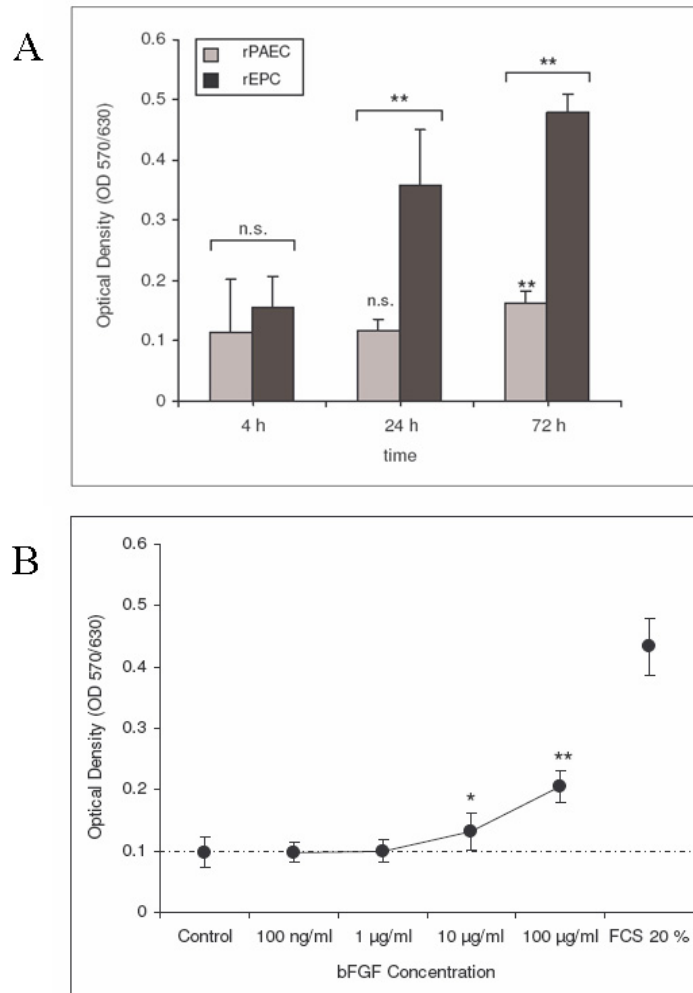 A
0.6
0.5
0.4
0.3
0.2
0.1
0
Optical Density (OD 570/630)
rPAEC
rEPC
n.s.
**
n.s.
**
**
4 h 24 h 72 h
time
B
0.6
0.5
0.4
0.3
0.2
0.1
0
Optical Density (OD 570/630)
*
**
Control 100 ng/ml 1 µg/ml 10 µg/ml 100 µg/ml FCS 20 %
bFGF Concentration